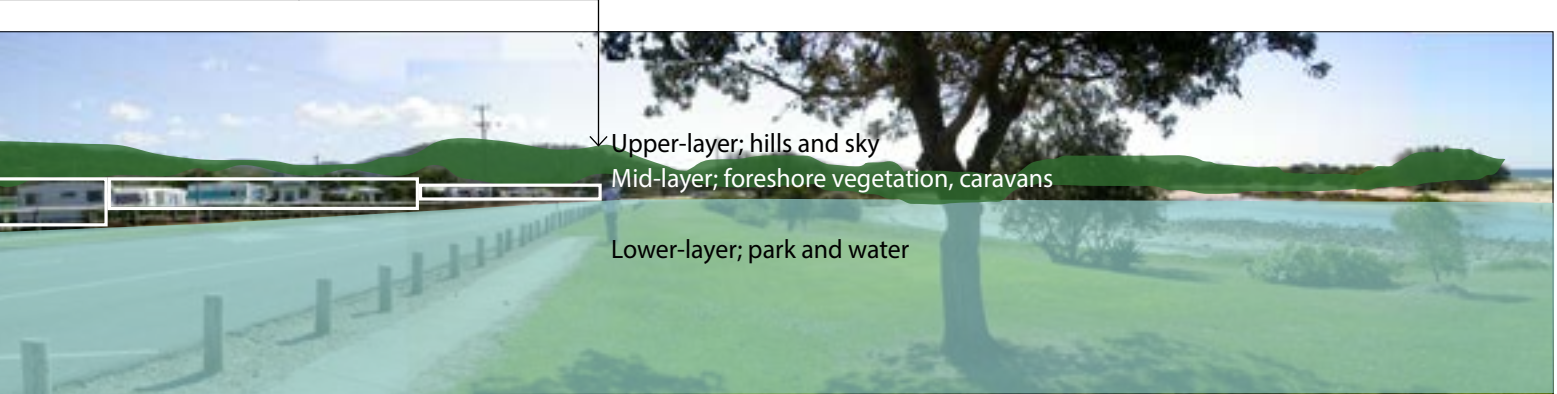 Upper-layer; hills and sky
Mid-layer; foreshore vegetation, caravans
Lower-layer; park and water